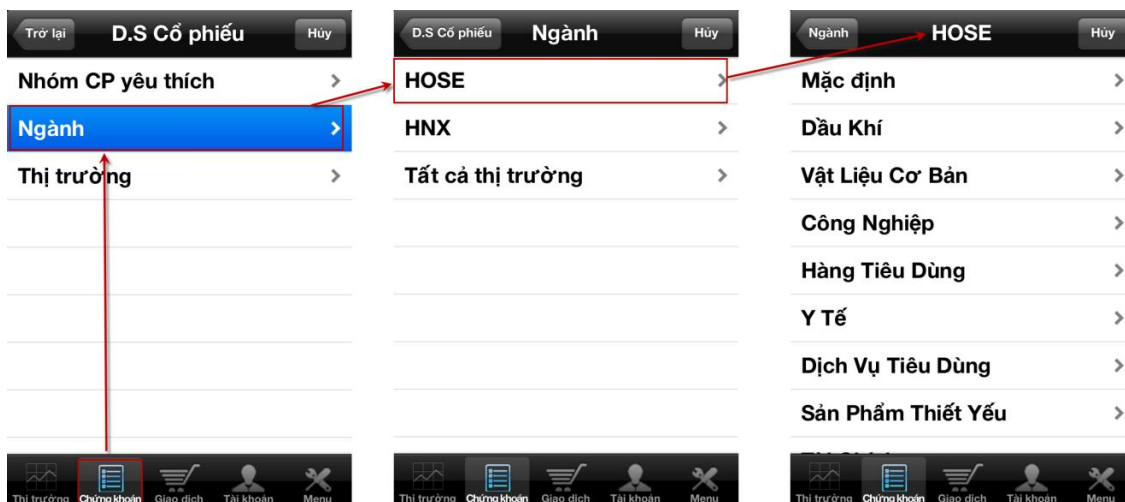 Trở lại D.S Cổ phiếu Hủy
Nhóm CP yêu thích
Ngành
Thị trường
Thị trường Chứng khoán Giao dịch Tài khoản Menu
D.S Cổ phiếu Ngành Hủy
HOSE
HNX
Tất cả thị trường
Thị trường Chứng khoán Giao dịch Tài khoản Menu
Ngành HOSE Hủy
Mặc định
Dầu Khí
Vật Liệu Cơ Bản
Công Nghiệp
Hàng Tiêu Dùng
Y Tế
Dịch Vụ Tiêu Dùng
Sản Phẩm Thiết Yếu
Thị trường Chứng khoán Giao dịch Tài khoản Menu